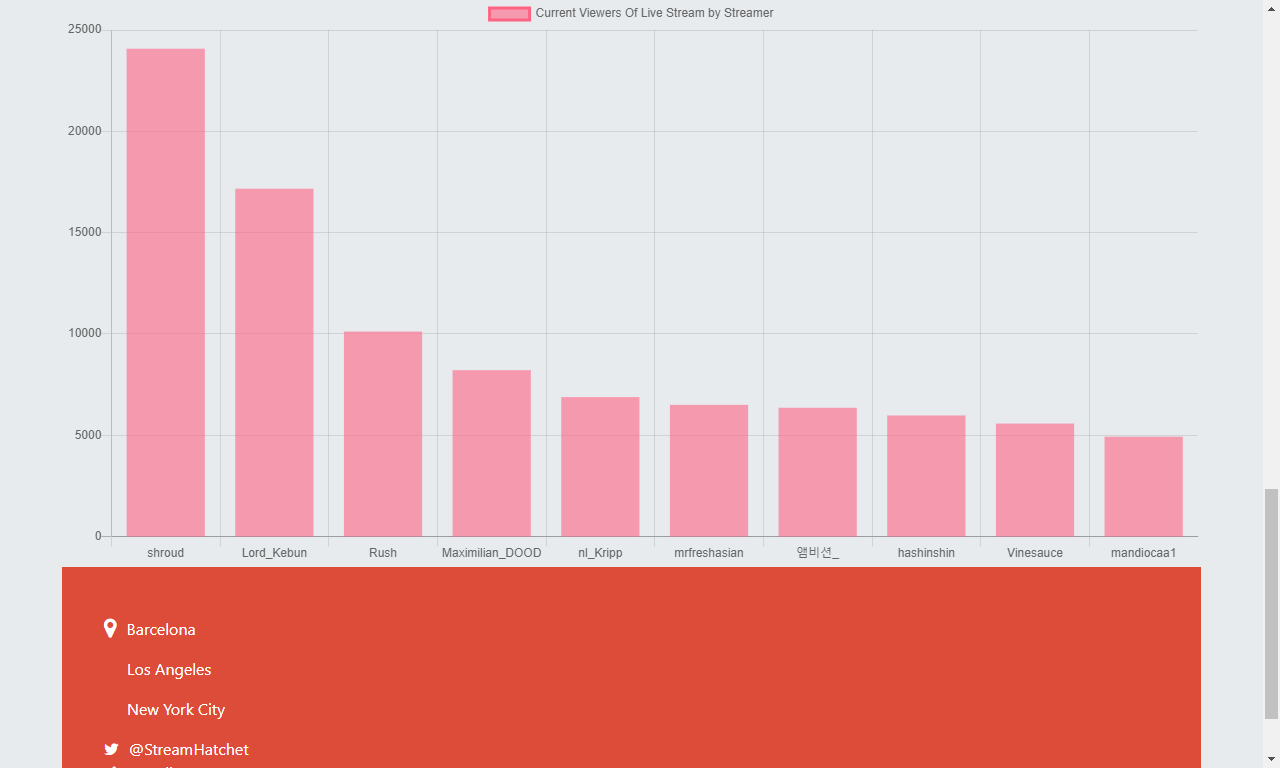 Current Viewers Of Live Stream by Streamer
25000
20000
15000
10000
5000
0
shroud Lord_Kebun Rush Maximilian_DOOD nl_Kripp mrfreshasian 앰비션_ hashinshin Vinesauce mandiocaa1
Barcelona
Los Angeles
New York City
@StreamHatchet